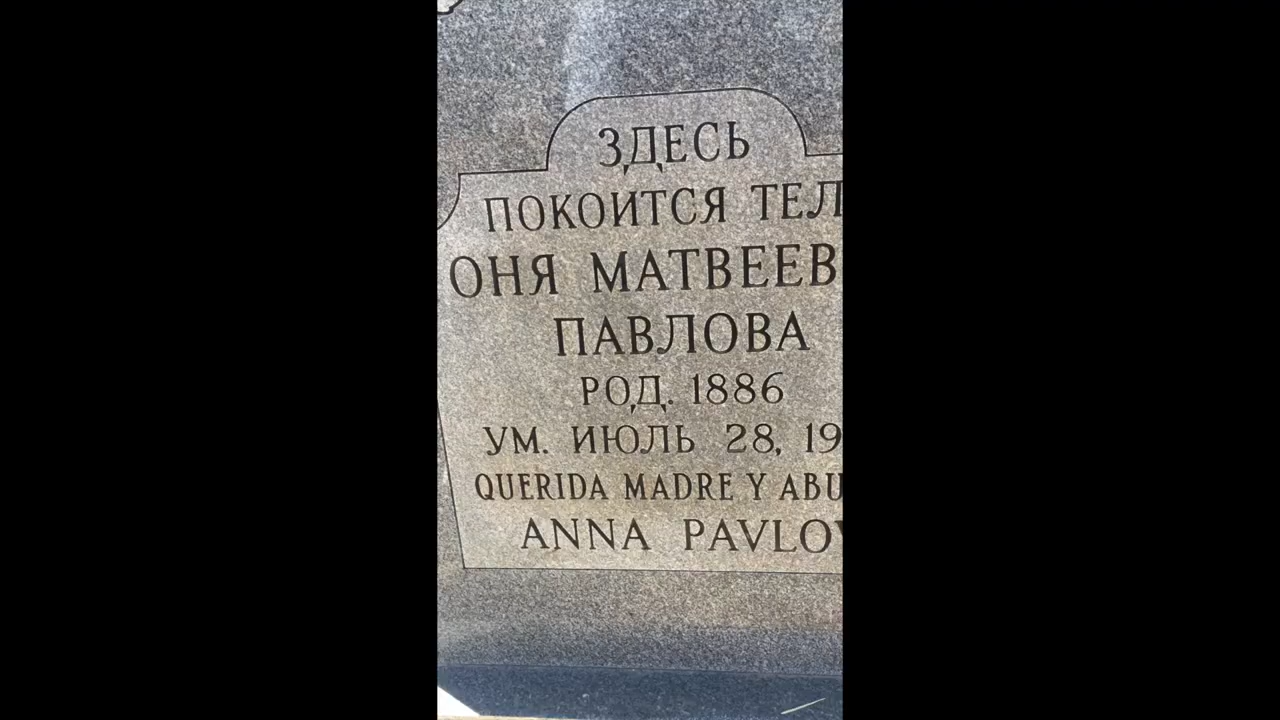 ЗДЕСЬ
ПОКОИТСЯ ТЕЛ
ОНЯ МАТВЕЕВ
ПАВЛОВА
РОД. 1886
УМ. ИЮЛЬ 28, 19
QUERIDA MADRE Y ABU
ANNA PAVLOV